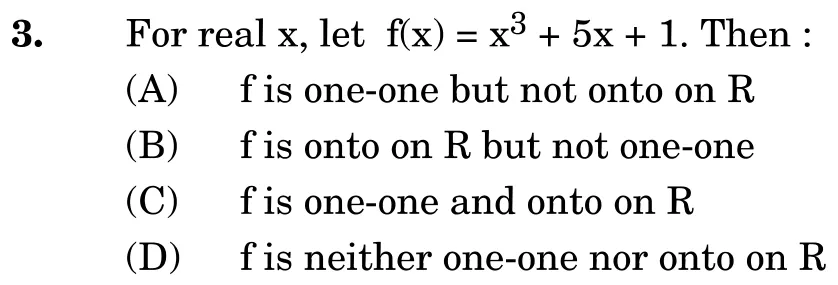 3. For real x, let f(x) = x³ + 5x + 1. Then :
(A) f is one-one but not onto on R
(B) f is onto on R but not one-one
(C) f is one-one and onto on R
(D) f is neither one-one nor onto on R